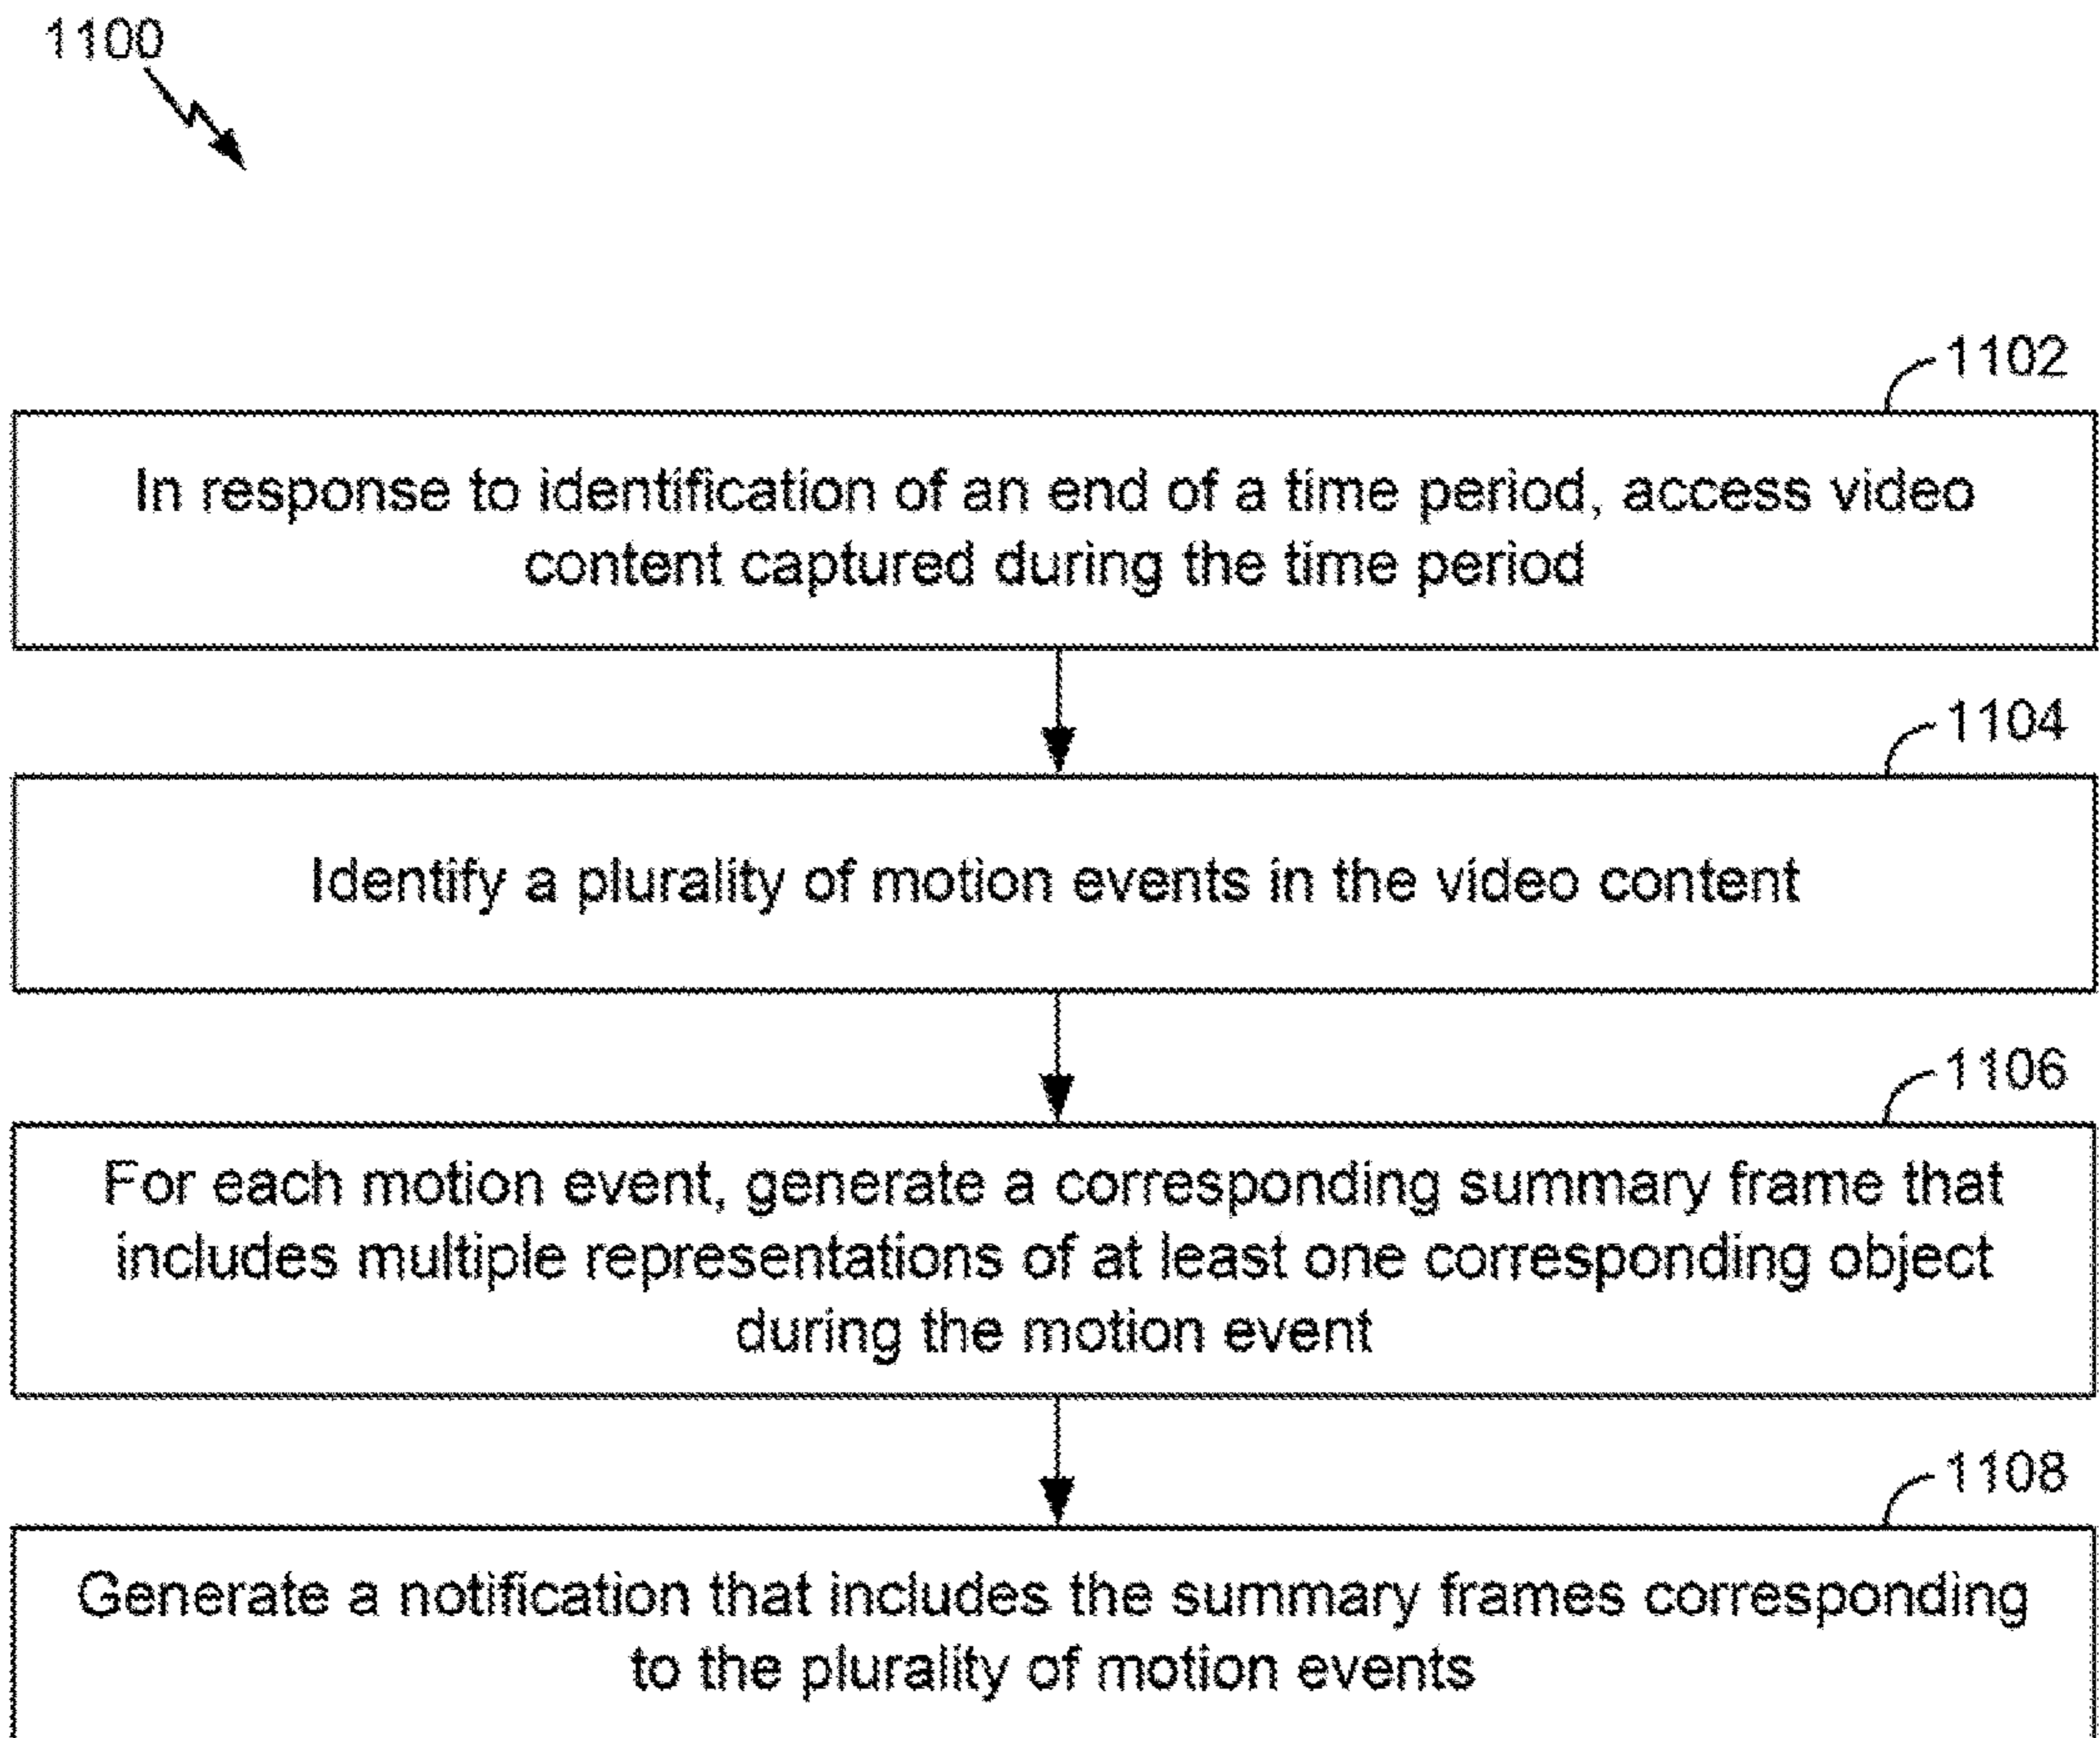 1100
1102
In response to identification of an end of a time period, access video
content captured during the time period
1104
Identify a plurality of motion events in the video content
1106
For each motion event, generate a corresponding summary frame that
includes multiple representations of at least one corresponding object
during the motion event
1108
Generate a notification that includes the summary frames corresponding
to the plurality of motion events